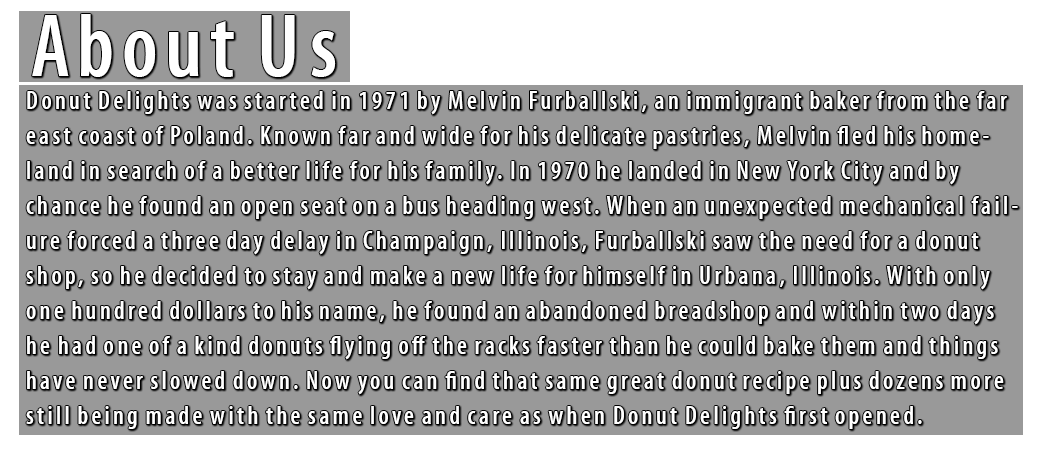 About Us
Donut Delights was started in 1971 by Melvin Furballski, an immigrant baker from the far
east coast of Poland. Known far and wide for his delicate pastries, Melvin fled his home-
land in search of a better life for his family. In 1970 he landed in New York City and by
chance he found an open seat on a bus heading west. When an unexpected mechanical fail-
ure forced a three day delay in Champaign, Illinois, Furballski saw the need for a donut
shop, so he decided to stay and make a new life for himself in Urbana, Illinois. With only
one hundred dollars to his name, he found an abandoned breadshop and within two days
he had one of a kind donuts flying off the racks faster than he could bake them and things
have never slowed down. Now you can find that same great donut recipe plus dozens more
still being made with the same love and care as when Donut Delights first opened.